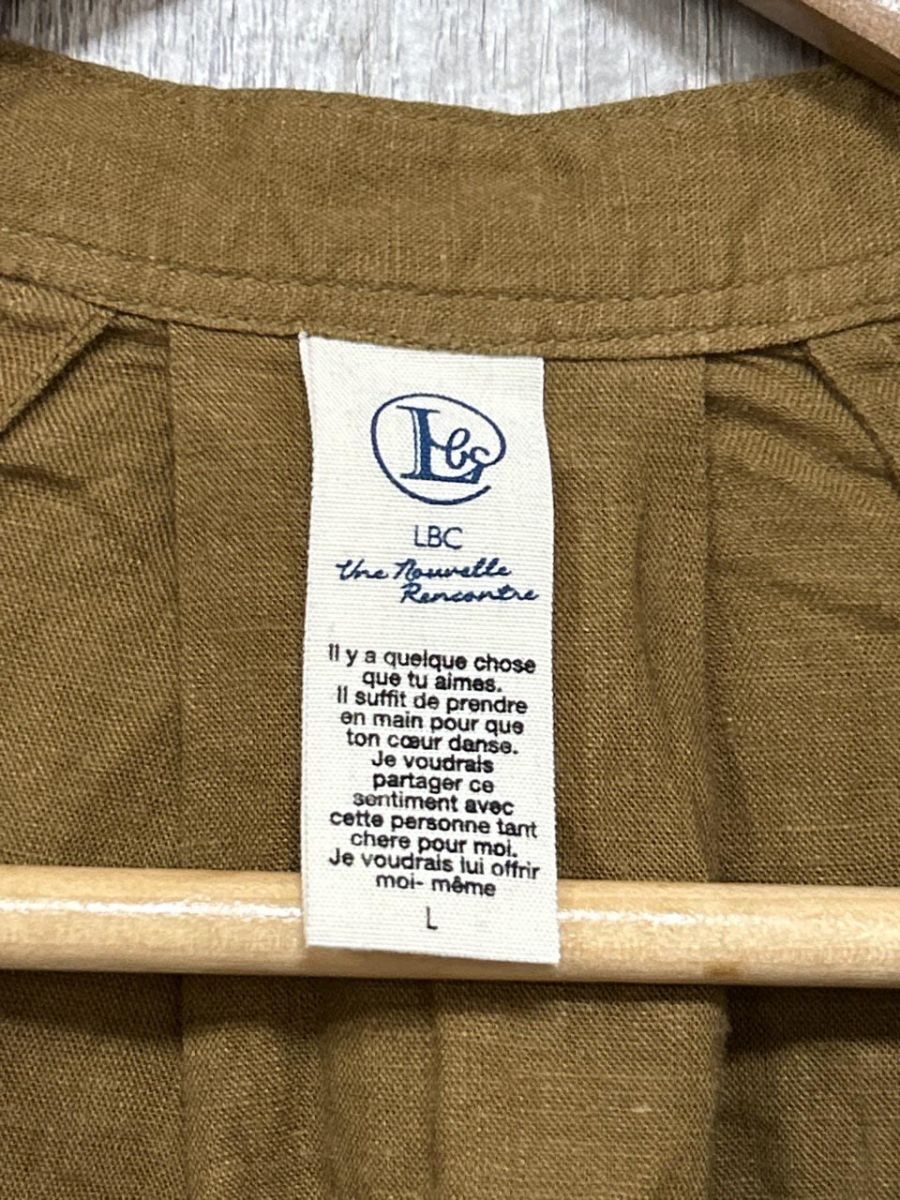 Lbc
LBC
Une Nouvelle
Rencontre
Il y a quelque chose
que tu aimes.
Il suffit de prendre
en main pour que
ton cœur danse.
Je voudrais
partager ce
sentiment avec
cette personne tant
chere pour moi.
Je voudrais lui offrir
moi- même
L